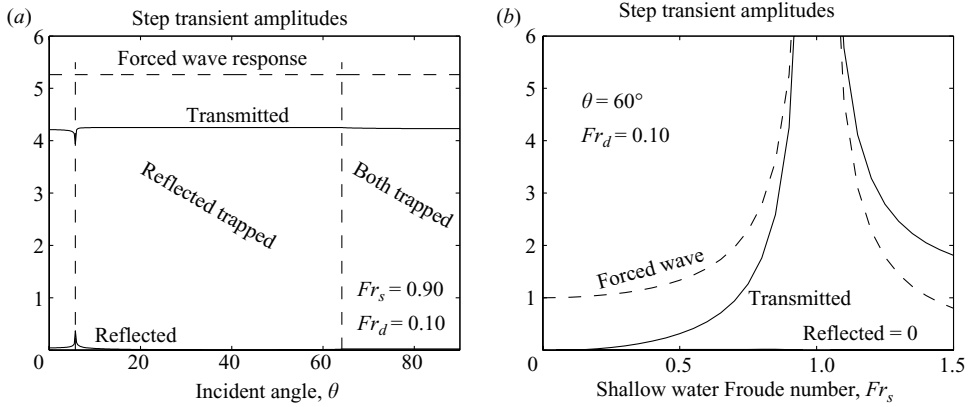 (a)
Step transient amplitudes
6
5
4
3
2
1
0
Forced wave response
Transmitted
Reflected trapped
Both trapped
Fr_s = 0.90
Fr_d = 0.10
Reflected
20
40
60
80
Incident angle, θ
(b)
Step transient amplitudes
6
5
4
3
2
1
0
θ = 60°
Fr_d = 0.10
Forced wave
Transmitted
Reflected = 0
0.5
1.0
1.5
Shallow water Froude number, Fr_s